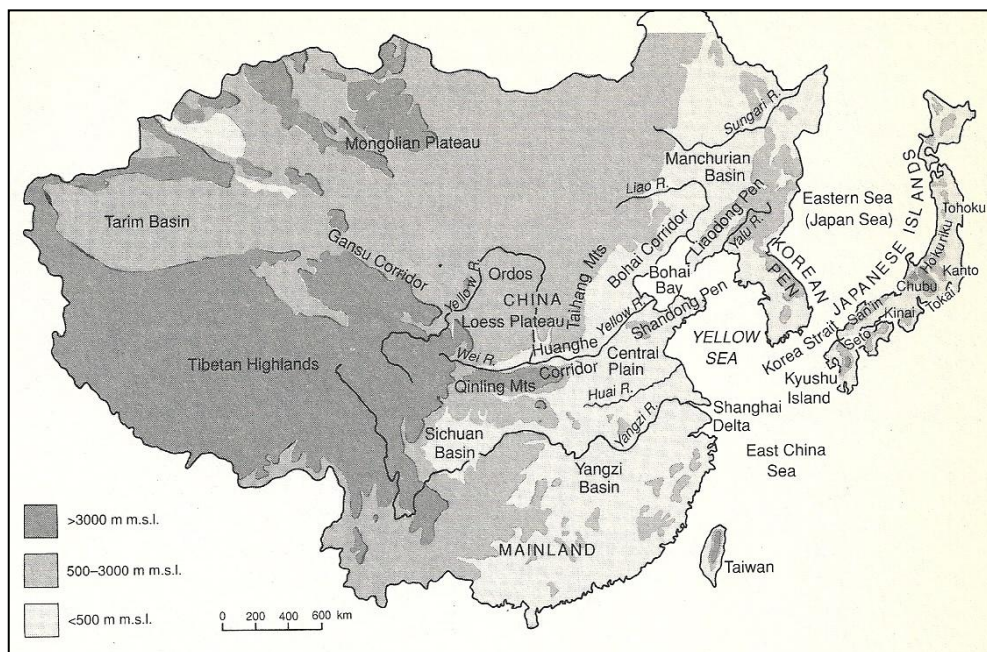 Mongolian Plateau
Sungari R.
Manchurian
Basin
Liao R.
Tarim Basin
Gansu Corridor
Eastern Sea
(Japan Sea)
JAPANESE ISLANDS
Tohoku
Hokuriku
Kanto
Chubu
Tokai
Kinai
San'in
Seto
Liaodong Pen
Yalu R.
Bohai Corridor
Bohai
Bay
KOREAN
PEN
Yellow R.
Ordos
CHINA
Loess Plateau
Taihang Mts
Yellow R.
Shandong Pen
YELLOW
SEA
Korea Strait
Kyushu
Island
Tibetan Highlands
Wei R.
Huanghe
Corridor
Central
Plain
Qinling Mts
Huai R.
Yangzi R.
Shanghai
Delta
Sichuan
Basin
Yangzi
Basin
East China
Sea
MAINLAND
Taiwan
>3000 m m.s.l.
500–3000 m m.s.l.
<500 m m.s.l.
0 200 400 600 km